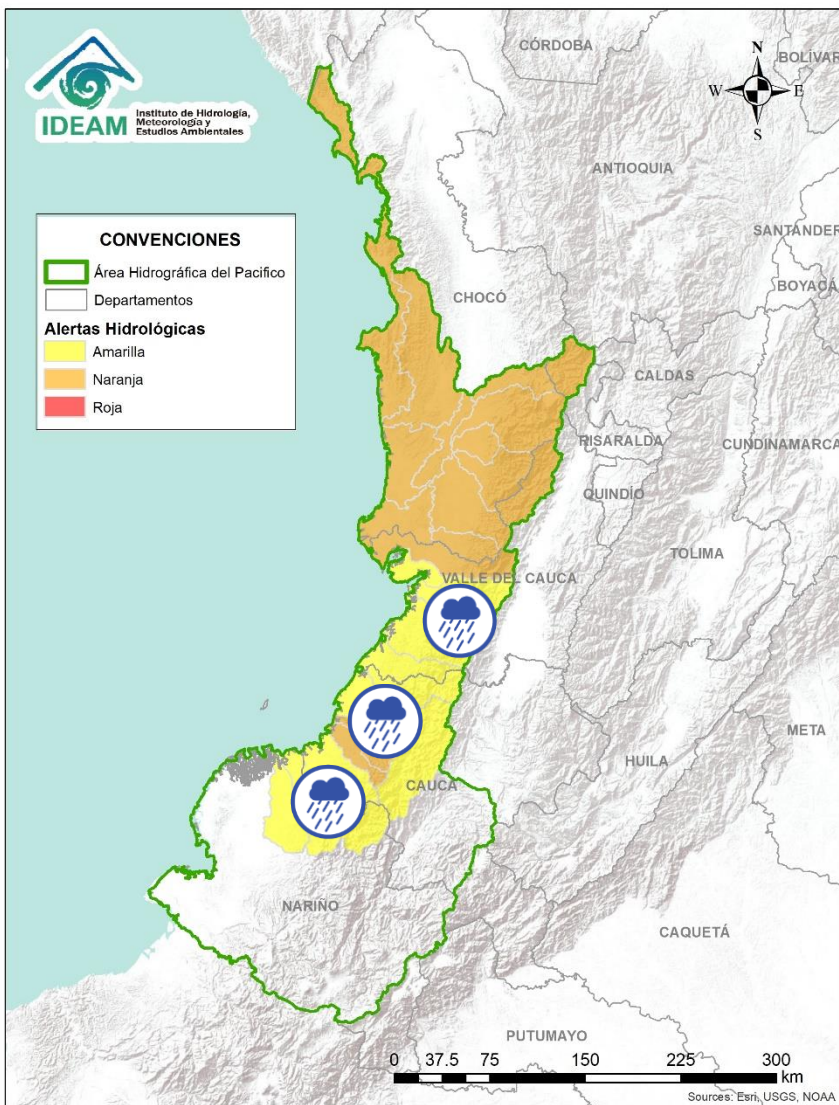 IDEAM
Instituto de Hidrología,
Meteorología y
Estudios Ambientales
CÓRDOBA
BOLÍVAR
N
W
E
S
ANTIOQUIA
SANTANDER
BOYACÁ
CONVENCIONES
Área Hidrográfica del Pacifico
Departamentos
Alertas Hidrológicas
Amarilla
Naranja
Roja
CHOCÓ
CALDAS
RISARALDA
CUNDINAMARCA
QUINDÍO
TOLIMA
VALLE DEL CAUCA
META
HUILA
CAUCA
NARIÑO
CAQUETÁ
PUTUMAYO
0 37.5 75 150 225 300
km
Sources: Esri, USGS, NOAA